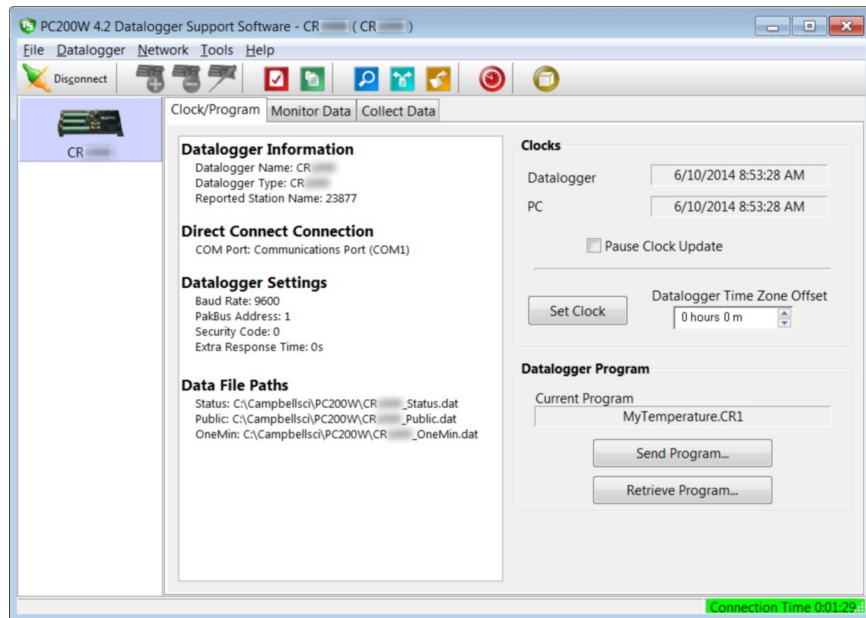 PC200W 4.2 Datalogger Support Software - CR ( CR )
File Datalogger Network Tools Help
Disconnect
CR
Clock/Program Monitor Data Collect Data
Datalogger Information
Datalogger Name: CR
Datalogger Type: CR
Reported Station Name: 23877
Direct Connect Connection
COM Port: Communications Port (COM1)
Datalogger Settings
Baud Rate: 9600
PakBus Address: 1
Security Code: 0
Extra Response Time: 0s
Data File Paths
Status: C:\Campbellsci\PC200W\CR _Status.dat
Public: C:\Campbellsci\PC200W\CR _Public.dat
OneMin: C:\Campbellsci\PC200W\CR _OneMin.dat
Clocks
Datalogger 6/10/2014 8:53:28 AM
PC 6/10/2014 8:53:28 AM
Pause Clock Update
Datalogger Time Zone Offset
Set Clock 0 hours 0 m
Datalogger Program
Current Program
MyTemperature.CR1
Send Program...
Retrieve Program...
Connection Time 0:01:29